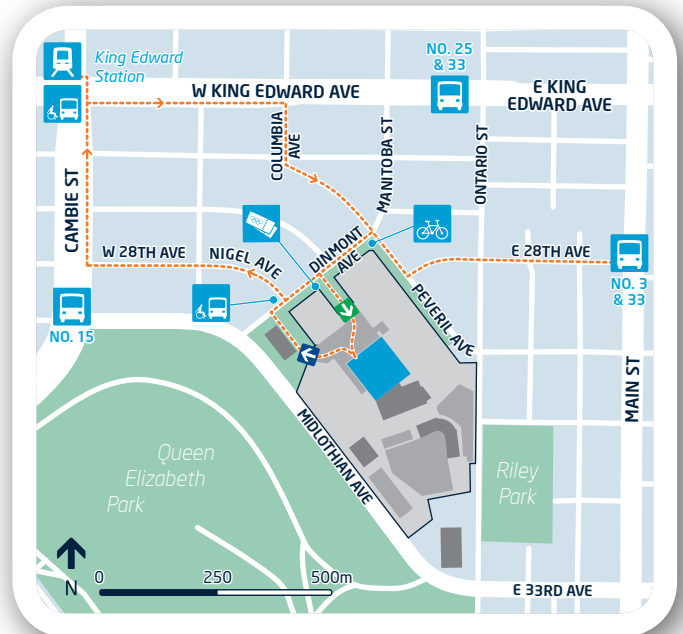 King Edward
Station
NO. 25
& 33
W KING EDWARD AVE
E KING
EDWARD AVE
COLUMBIA
AVE
MANITOBA ST
ONTARIO ST
CAMBIE ST
W 28TH AVE
NIGEL AVE
DINMONT
AVE
E 28TH AVE
NO. 3
& 33
NO. 15
PEVERIL AVE
MAIN ST
MIDLOTHIAN AVE
Queen
Elizabeth
Park
Riley
Park
N
0
250
500m
E 33RD AVE